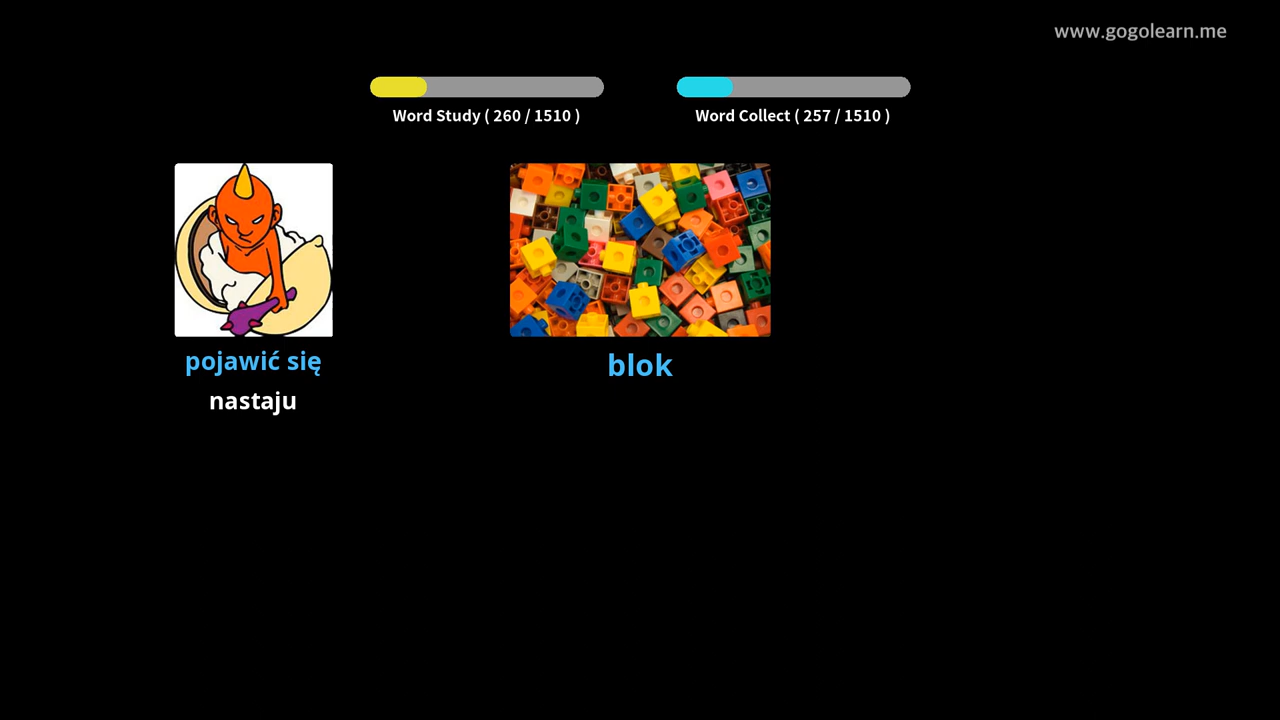 www.gogolearn.me
Word Study ( 260 / 1510 )
Word Collect ( 257 / 1510 )
pojawić się
nastaju
blok